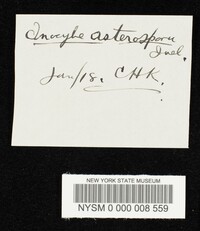 Inocybe asterospora
Quel.
Jan/18. CHK.
NEW YORK STATE MUSEUM
NYSM 0 000 008 559